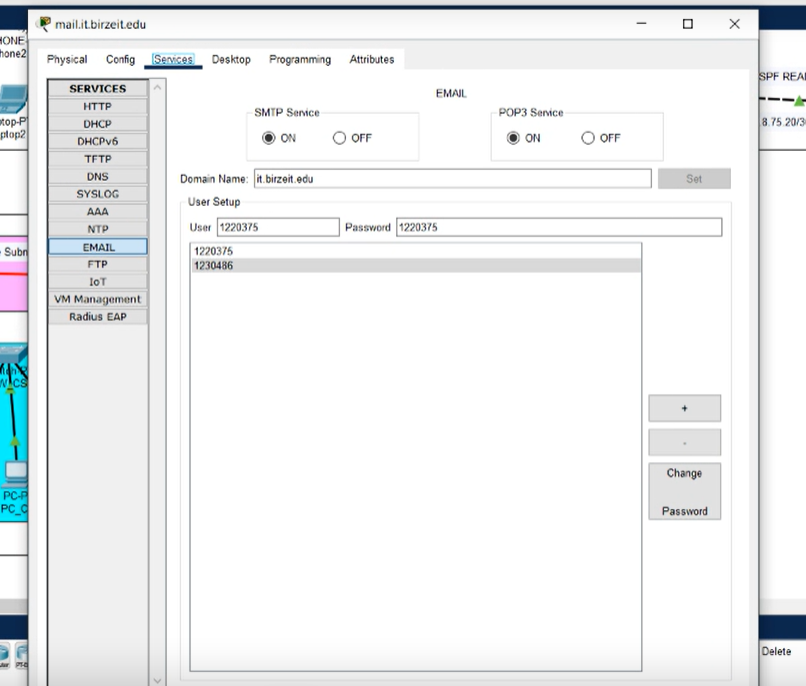 mail.it.birzeit.edu
Physical Config Services Desktop Programming Attributes
SERVICES
HTTP
DHCP
DHCPv6
TFTP
DNS
SYSLOG
AAA
NTP
EMAIL
FTP
IoT
VM Management
Radius EAP
EMAIL
SMTP Service
ON OFF
POP3 Service
ON OFF
Domain Name: it.birzeit.edu Set
User Setup
User 1220375 Password 1220375
1220375
1230486
+
-
Change
Password
HONE-
hone2
top-P
ptop2
Subn
PC-P
PC_C
SPF REA
8.75.20/3
Delete